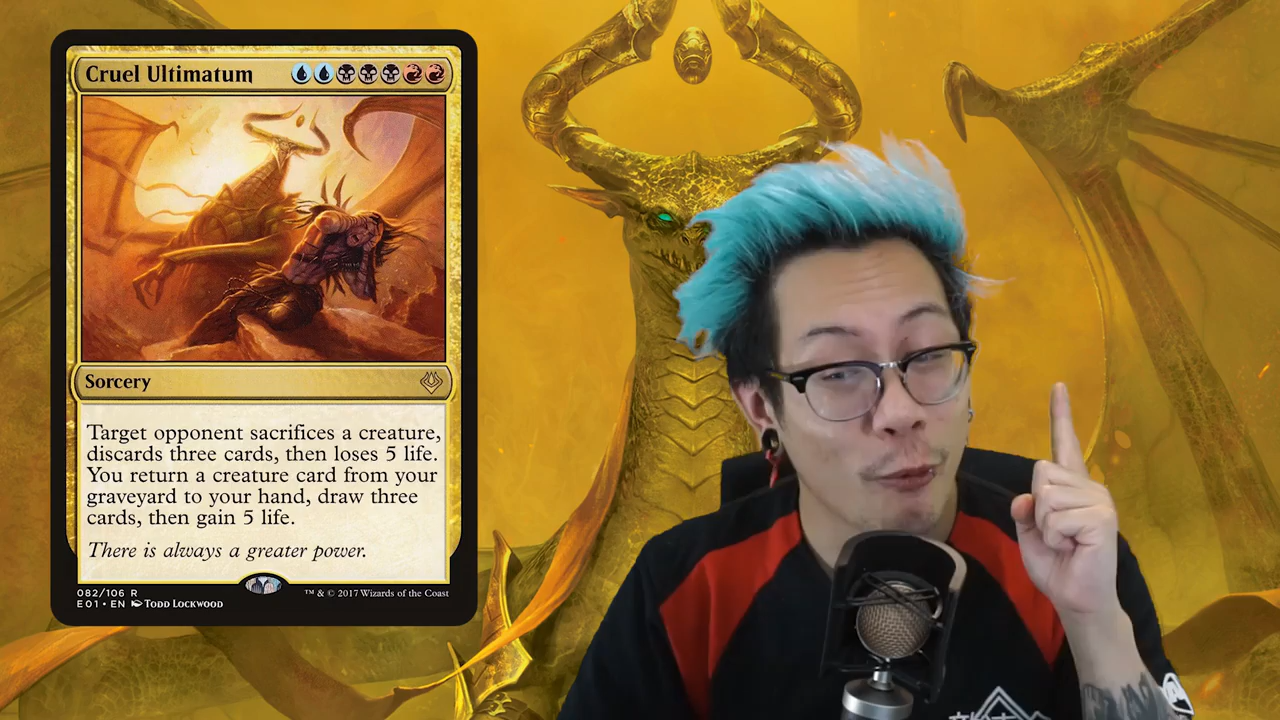 Cruel Ultimatum
Sorcery
Target opponent sacrifices a creature,
discards three cards, then loses 5 life.
You return a creature card from your
graveyard to your hand, draw three
cards, then gain 5 life.
There is always a greater power.
082/106 R
E01 • EN Todd Lockwood
™ & © 2017 Wizards of the Coast